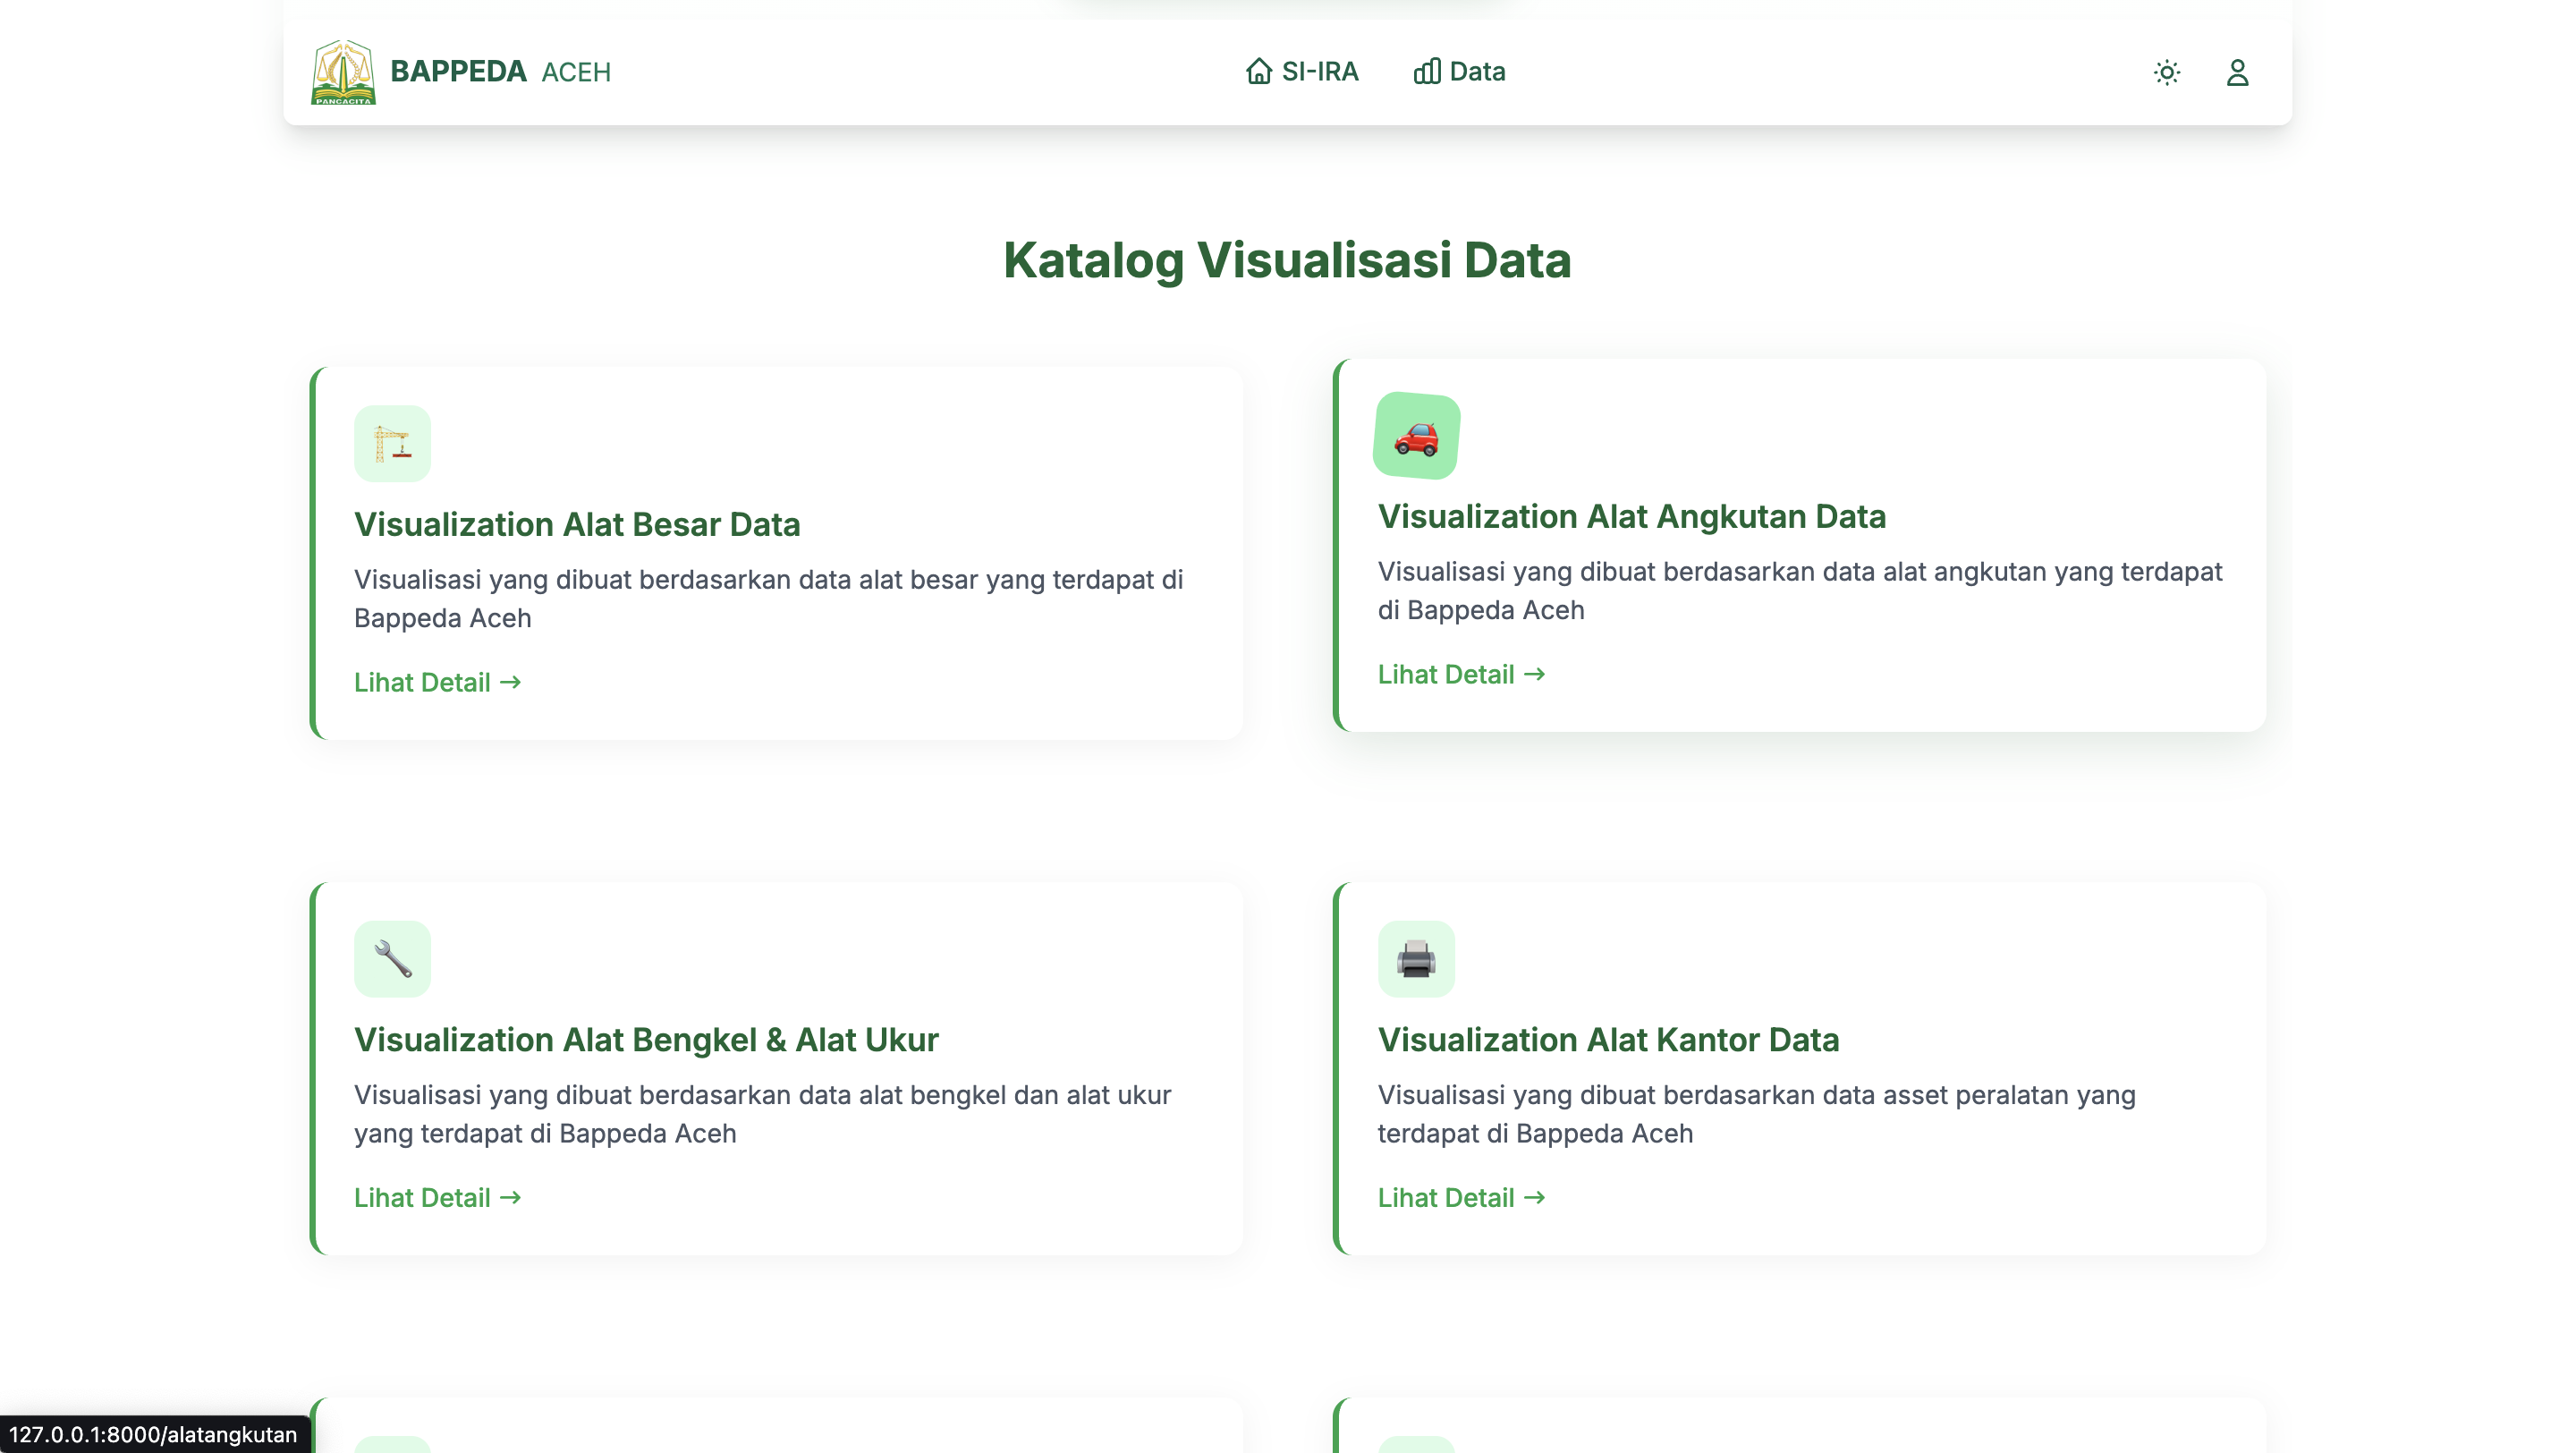 PANCACITA
BAPPEDA ACEH
SI-IRA
Data
Katalog Visualisasi Data
Visualization Alat Besar Data
Visualisasi yang dibuat berdasarkan data alat besar yang terdapat di
Bappeda Aceh
Lihat Detail →
Visualization Alat Angkutan Data
Visualisasi yang dibuat berdasarkan data alat angkutan yang terdapat
di Bappeda Aceh
Lihat Detail →
Visualization Alat Bengkel & Alat Ukur
Visualisasi yang dibuat berdasarkan data alat bengkel dan alat ukur
yang terdapat di Bappeda Aceh
Lihat Detail →
Visualization Alat Kantor Data
Visualisasi yang dibuat berdasarkan data asset peralatan yang
terdapat di Bappeda Aceh
Lihat Detail →
127.0.0.1:8000/alatangkutan